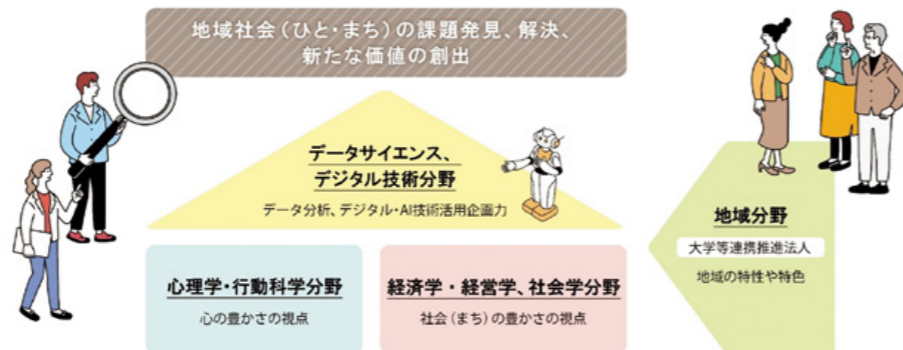 地域社会(ひと・まち)の課題発見、解決、
新たな価値の創出
データサイエンス、
デジタル技術分野
データ分析、デジタル・AI技術活用企画力
心理学・行動科学分野
心の豊かさの視点
経済学・経営学、社会学分野
社会(まち)の豊かさの視点
地域分野
大学等連携推進法人
地域の特性や特色